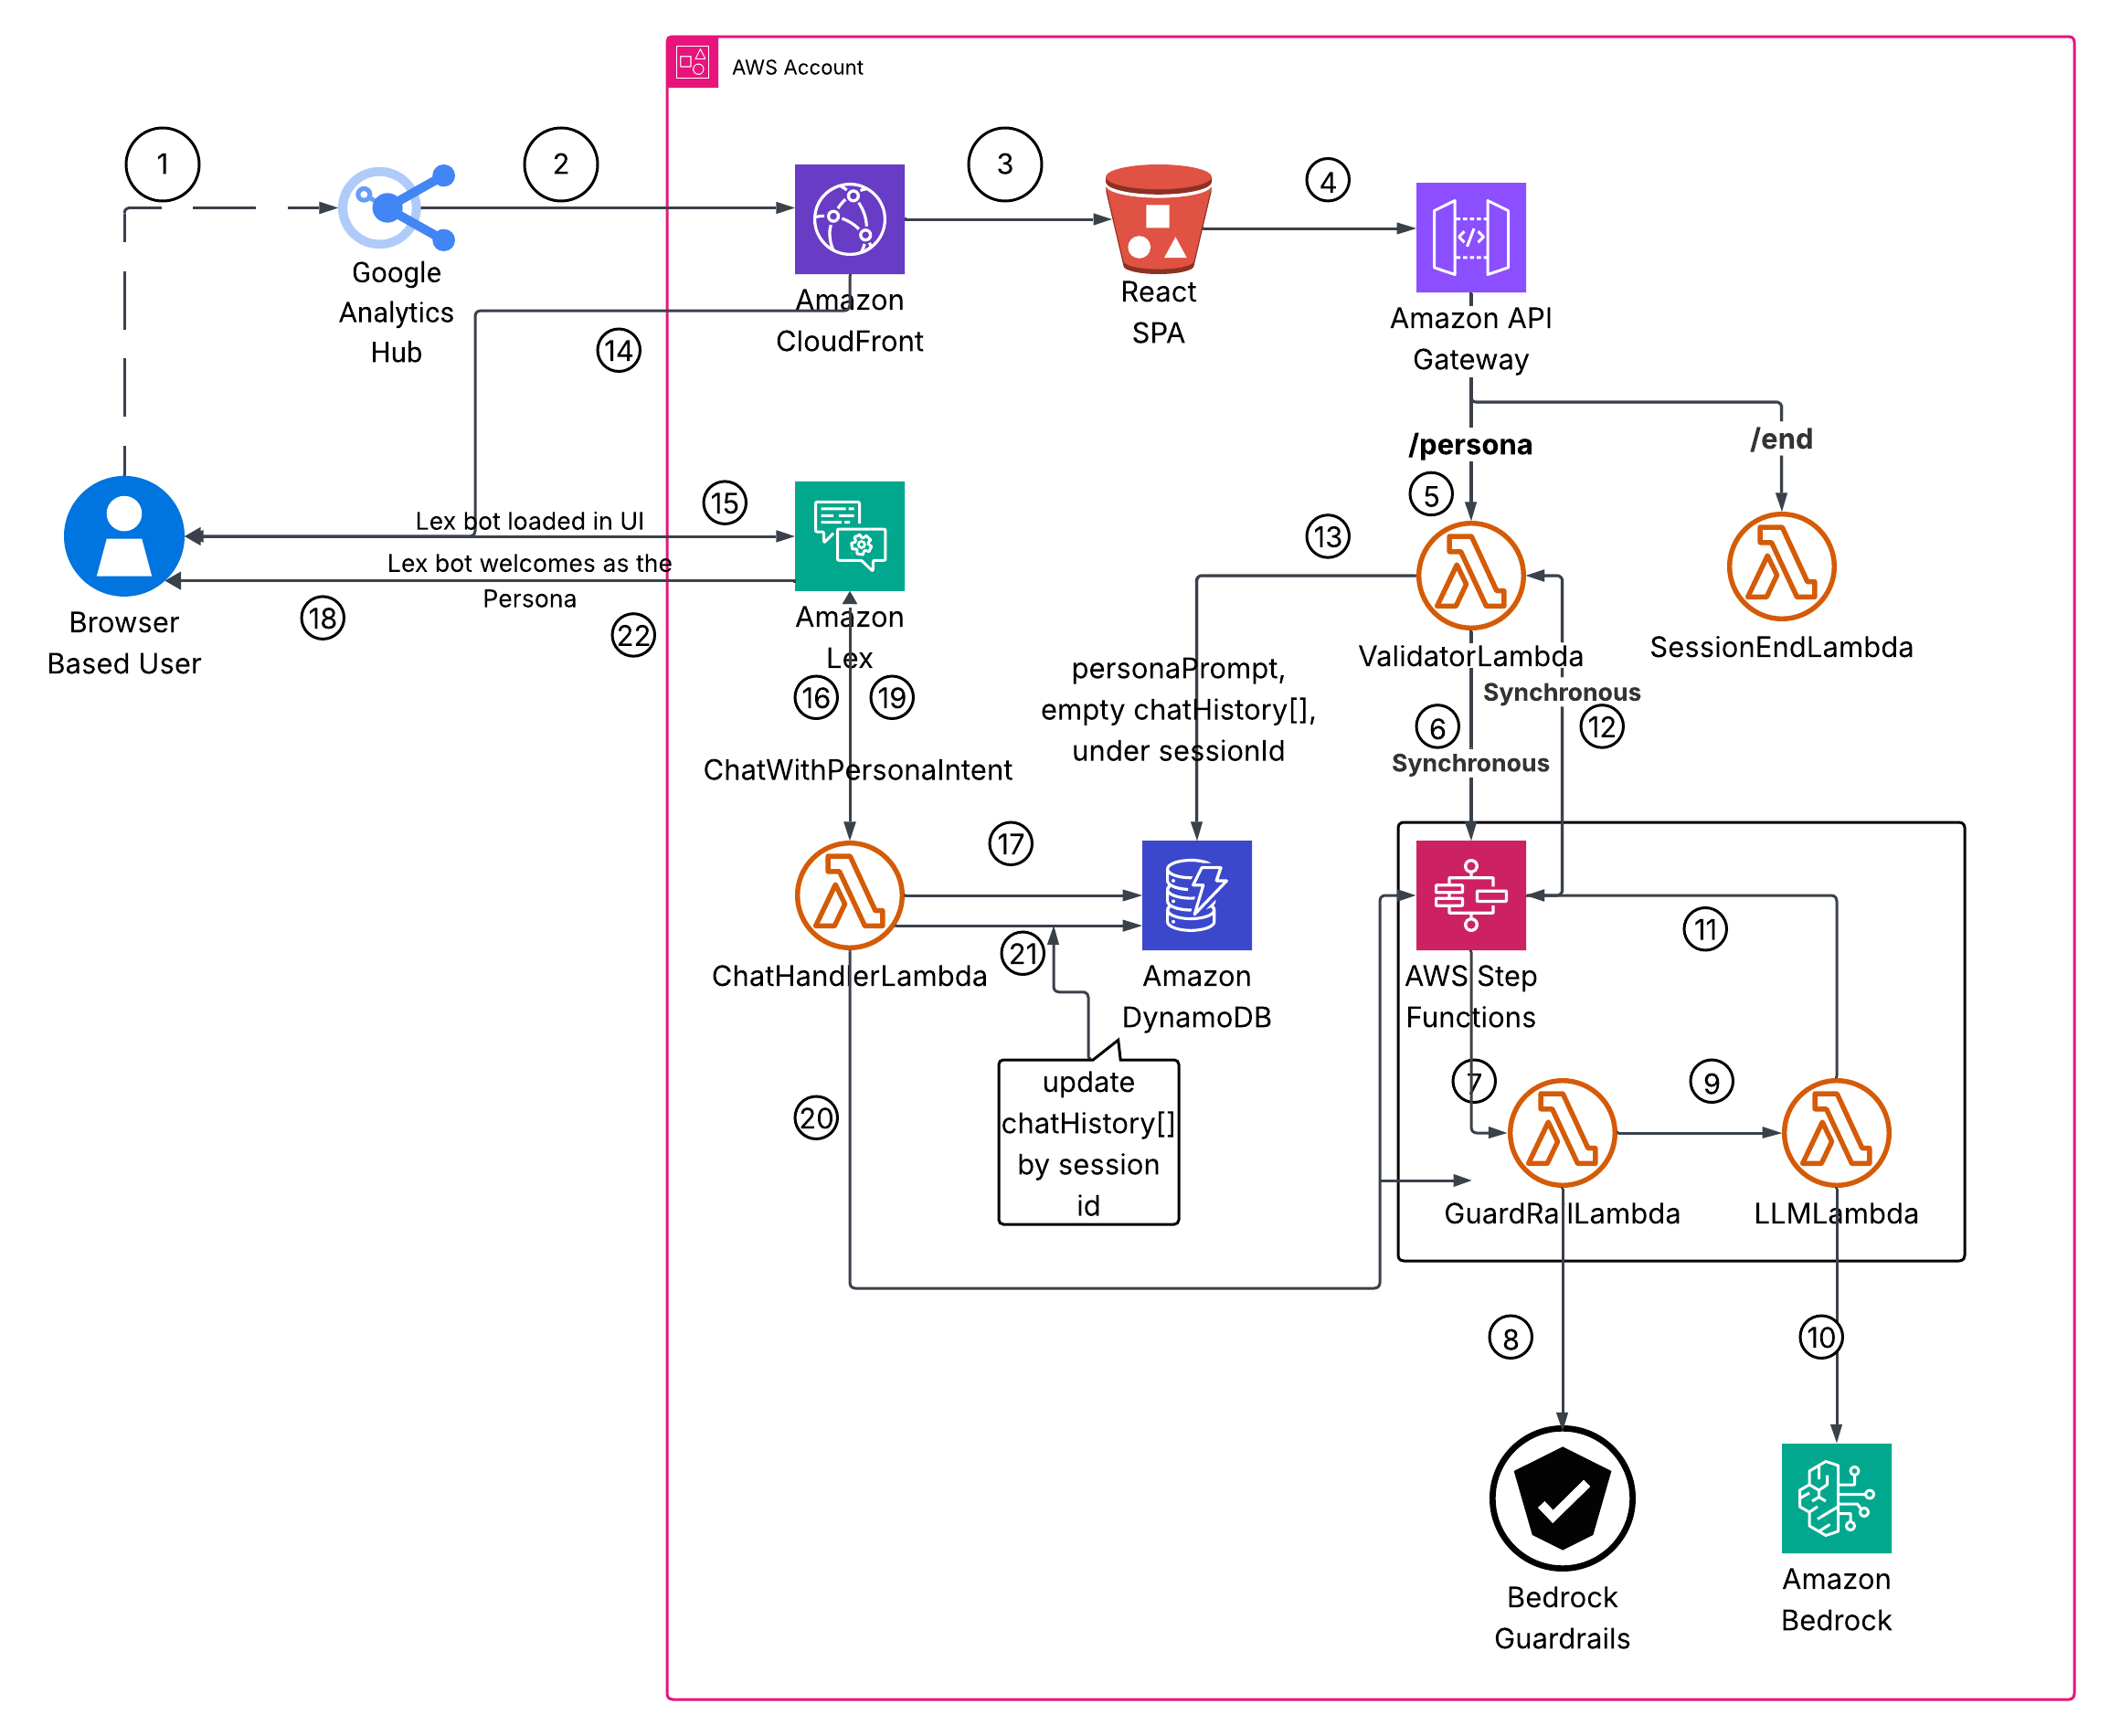 AWS Account
1
2
3
4
Google
Analytics
Hub
Amazon
CloudFront
React
SPA
Amazon API
Gateway
14
/persona
/end
5
15
13
Lex bot loaded in UI
Lex bot welcomes as the
Persona
18
22
Browser
Based User
Amazon
Lex
16
19
ChatWithPersonaIntent
personaPrompt,
empty chatHistory[],
under sessionId
ValidatorLambda
SessionEndLambda
Synchronous
6
12
Synchronous
17
21
11
ChatHandlerLambda
Amazon
DynamoDB
AWS Step
Functions
update
chatHistory[]
by session
id
20
7
9
GuardRailLambda
LLMLambda
8
10
Bedrock
Guardrails
Amazon
Bedrock